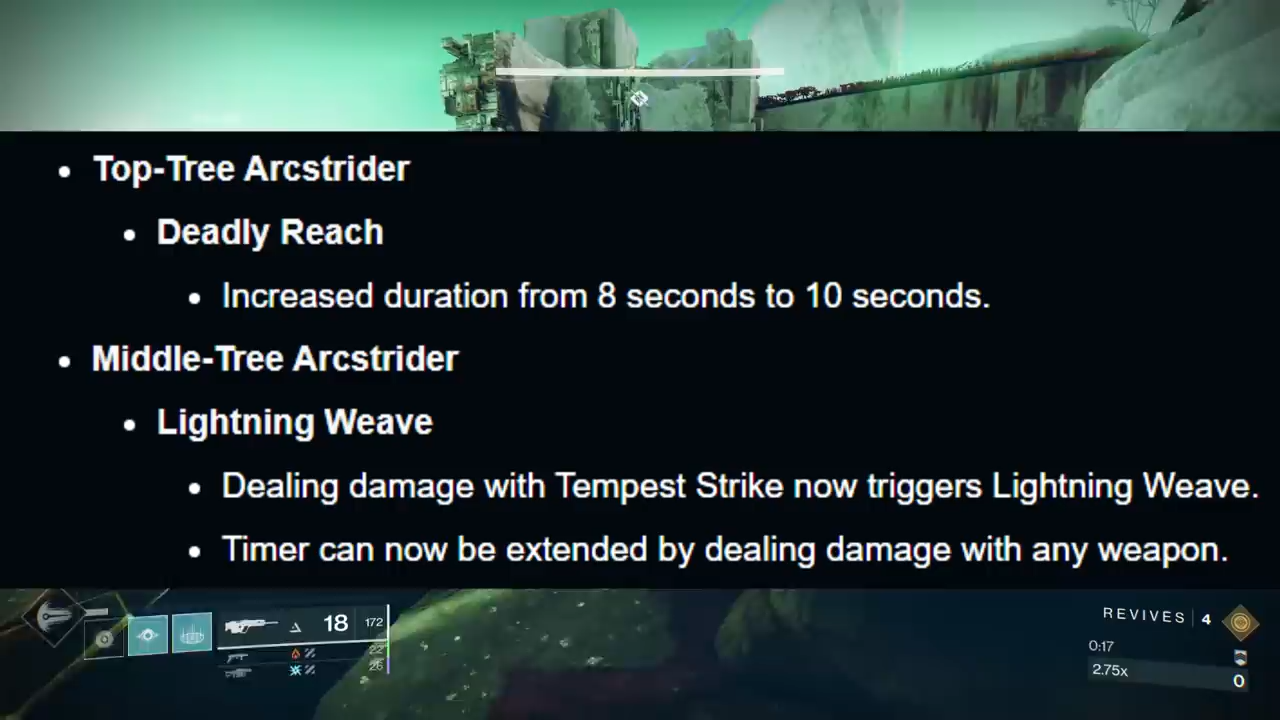 Top-Tree Arcstrider
Deadly Reach
Increased duration from 8 seconds to 10 seconds.
Middle-Tree Arcstrider
Lightning Weave
Dealing damage with Tempest Strike now triggers Lightning Weave.
Timer can now be extended by dealing damage with any weapon.
18 172
22
26
REVIVES 4
0:17
2.75x
0